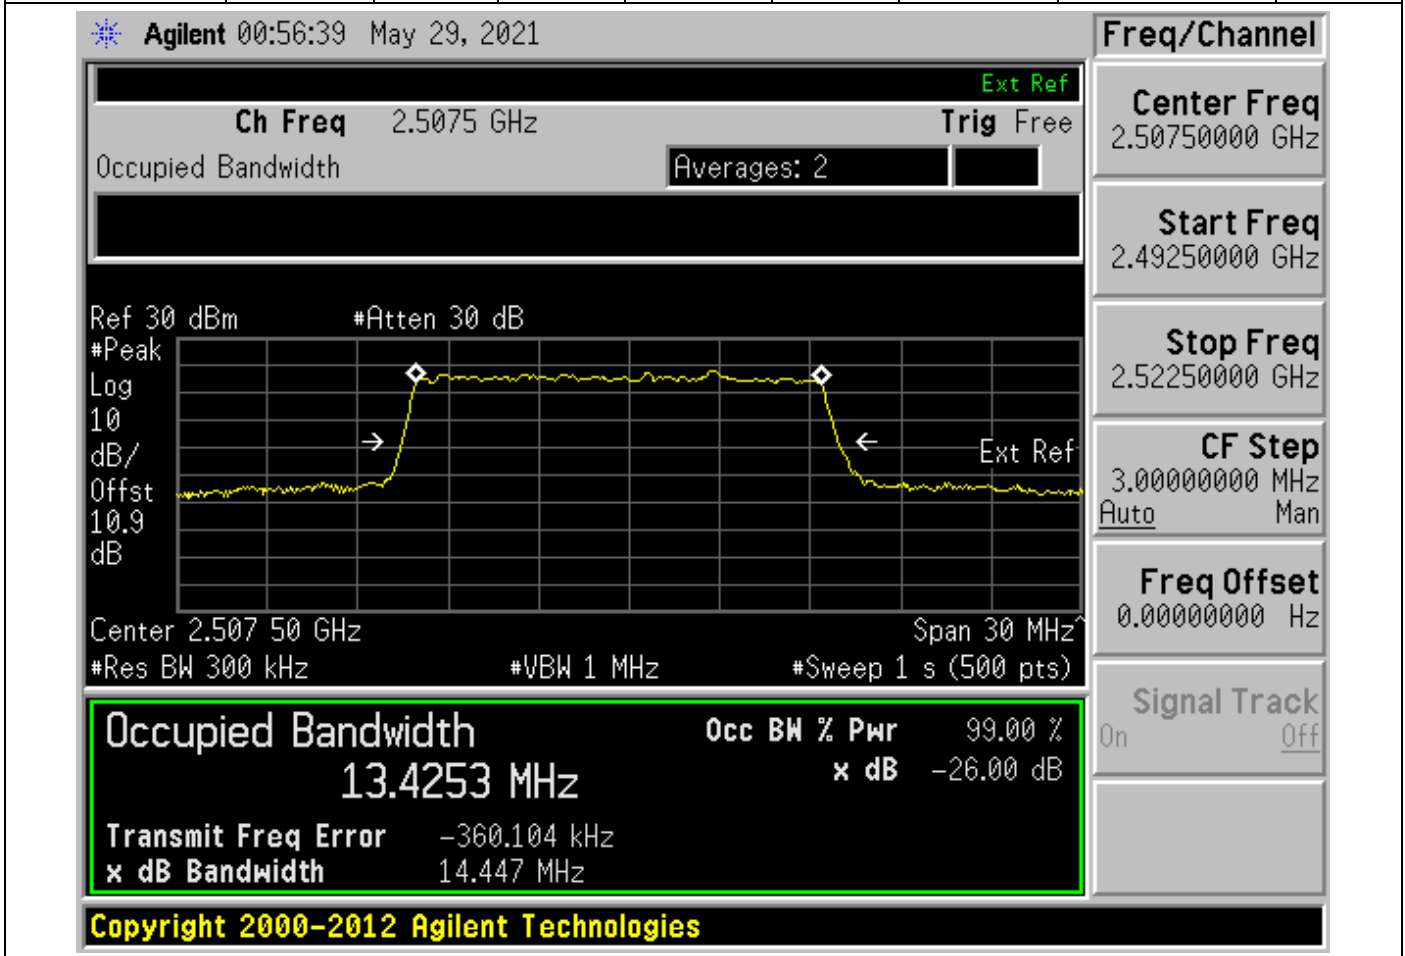 Agilent 00:56:39 May 29, 2021
Freq/Channel
Ext Ref
Ch Freq 2.5075 GHz Trig Free
Occupied Bandwidth Averages: 2
Center Freq
2.50750000 GHz
Start Freq
2.49250000 GHz
Stop Freq
2.52250000 GHz
CF Step
3.00000000 MHz
Auto Man
Freq Offset
0.00000000 Hz
Signal Track
On Off
Ref 30 dBm #Atten 30 dB
#Peak
Log
10
dB/
Offst
10.9
dB
Ext Ref
Center 2.507 50 GHz Span 30 MHz^
#Res BW 300 kHz #VBW 1 MHz #Sweep 1 s (500 pts)
Occupied Bandwidth Occ BW % Pwr 99.00 %
13.4253 MHz x dB -26.00 dB
Transmit Freq Error -360.104 kHz
x dB Bandwidth 14.447 MHz
Copyright 2000-2012 Agilent Technologies